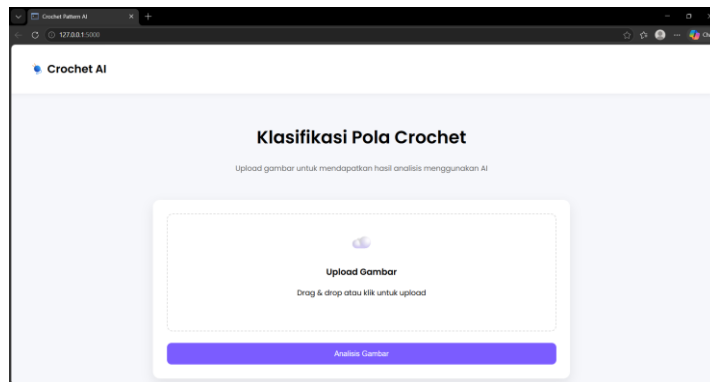 Crochet Pattern AI
127.0.0.1:5000
Crochet AI
Klasifikasi Pola Crochet
Upload gambar untuk mendapatkan hasil analisis menggunakan AI
Upload Gambar
Drag & drop atau klik untuk upload
Analisis Gambar